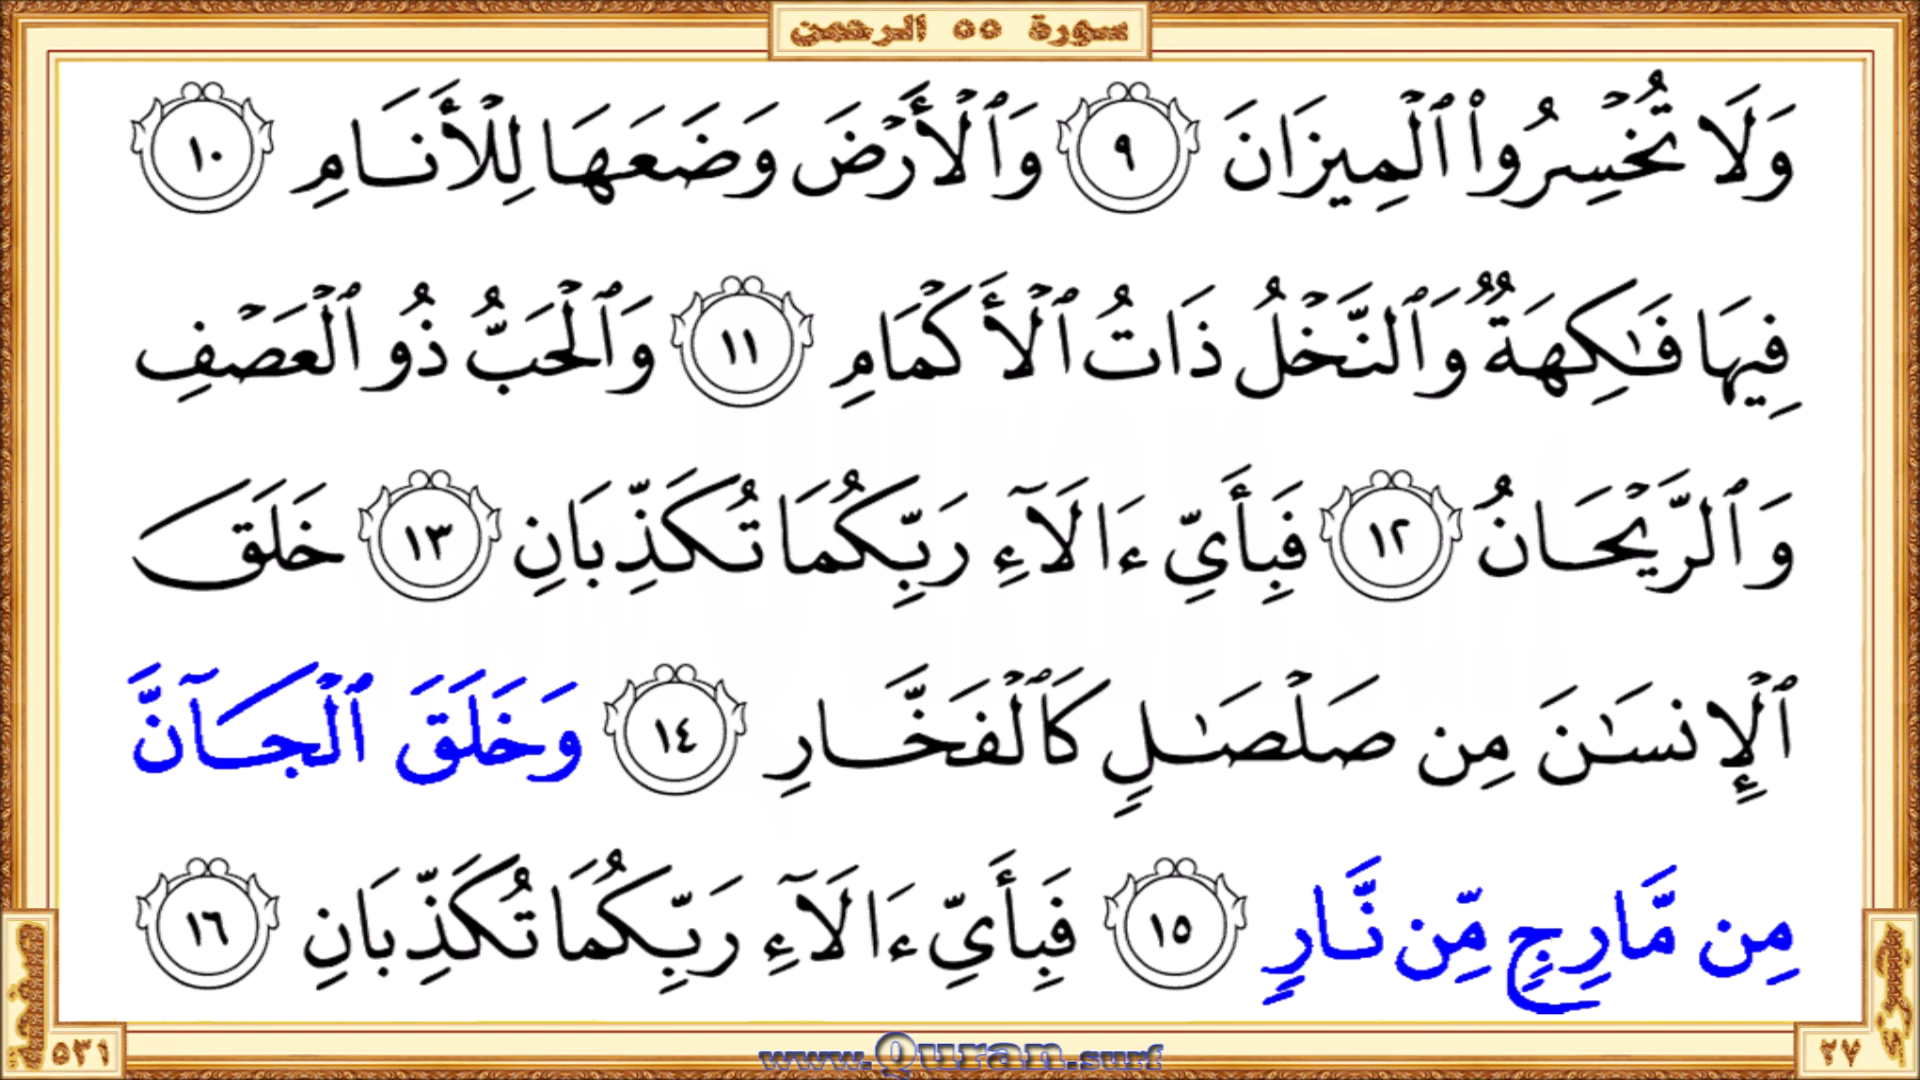 سورة ٥٥ الرحمن
وَلَا تُخْسِرُوا۟ ٱلْمِيزَانَ ٩ وَٱلْأَرْضَ وَضَعَهَا لِلْأَنَامِ ١٠
فِيهَا فَـٰكِهَةٌ وَٱلنَّخْلُ ذَاتُ ٱلْأَكْمَامِ ١١ وَٱلْحَبُّ ذُو ٱلْعَصْفِ
وَٱلرَّيْحَانُ ١٢ فَبِأَىِّ ءَالَآءِ رَبِّكُمَا تُكَذِّبَانِ ١٣ خَلَقَ
ٱلْإِنسَـٰنَ مِن صَلْصَـٰلٍ كَٱلْفَخَّارِ ١٤ وَخَلَقَ ٱلْجَآنَّ
مِن مَّارِجٍ مِّن نَّارٍ ١٥ فَبِأَىِّ ءَالَآءِ رَبِّكُمَا تُكَذِّبَانِ ١٦
صفحة ٥٣١
www.Quran.surf
جزء ٢٧